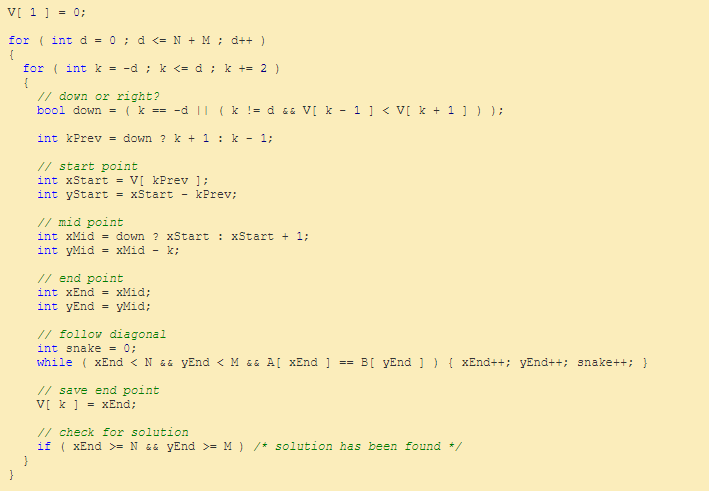 V[ 1 ] = 0;
for ( int d = 0 ; d <= N + M ; d++ )
{
for ( int k = -d ; k <= d ; k += 2 )
{
// down or right?
bool down = ( k == -d || ( k != d && V[ k - 1 ] < V[ k + 1 ] ) );
int kPrev = down ? k + 1 : k - 1;
// start point
int xStart = V[ kPrev ];
int yStart = xStart - kPrev;
// mid point
int xMid = down ? xStart : xStart + 1;
int yMid = xMid - k;
// end point
int xEnd = xMid;
int yEnd = yMid;
// follow diagonal
int snake = 0;
while ( xEnd < N && yEnd < M && A[ xEnd ] == B[ yEnd ] ) { xEnd++; yEnd++; snake++; }
// save end point
V[ k ] = xEnd;
// check for solution
if ( xEnd >= N && yEnd >= M ) /* solution has been found */
}
}